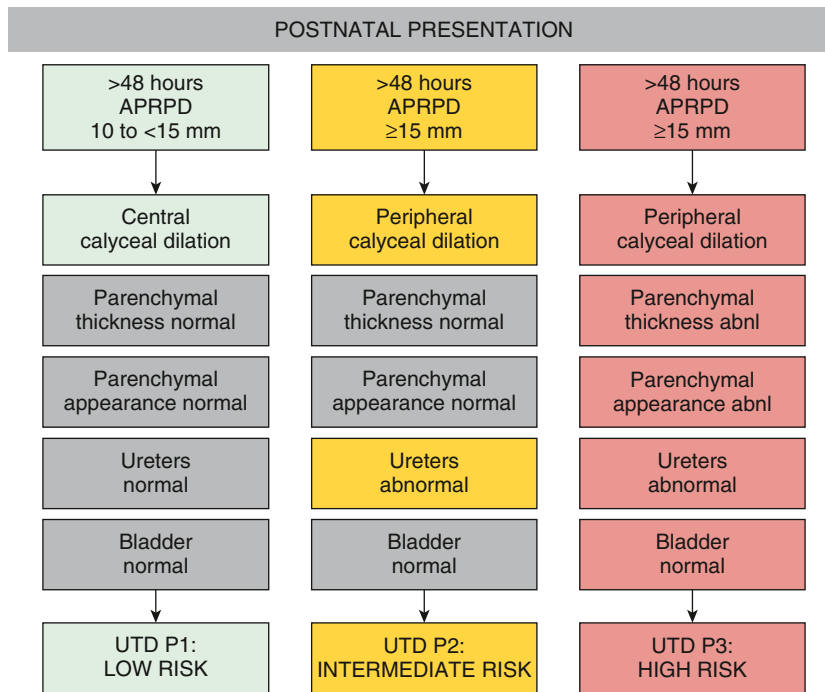 POSTNATAL PRESENTATION
>48 hours
APRPD
10 to <15 mm
Central
calyceal dilation
Parenchymal
thickness normal
Parenchymal
appearance normal
Ureters
normal
Bladder
normal
UTD P1:
LOW RISK
>48 hours
APRPD
≥15 mm
Peripheral
calyceal dilation
Parenchymal
thickness normal
Parenchymal
appearance normal
Ureters
abnormal
Bladder
normal
UTD P2:
INTERMEDIATE RISK
>48 hours
APRPD
≥15 mm
Peripheral
calyceal dilation
Parenchymal
thickness abnl
Parenchymal
appearance abnl
Ureters
abnormal
Bladder
normal
UTD P3:
HIGH RISK